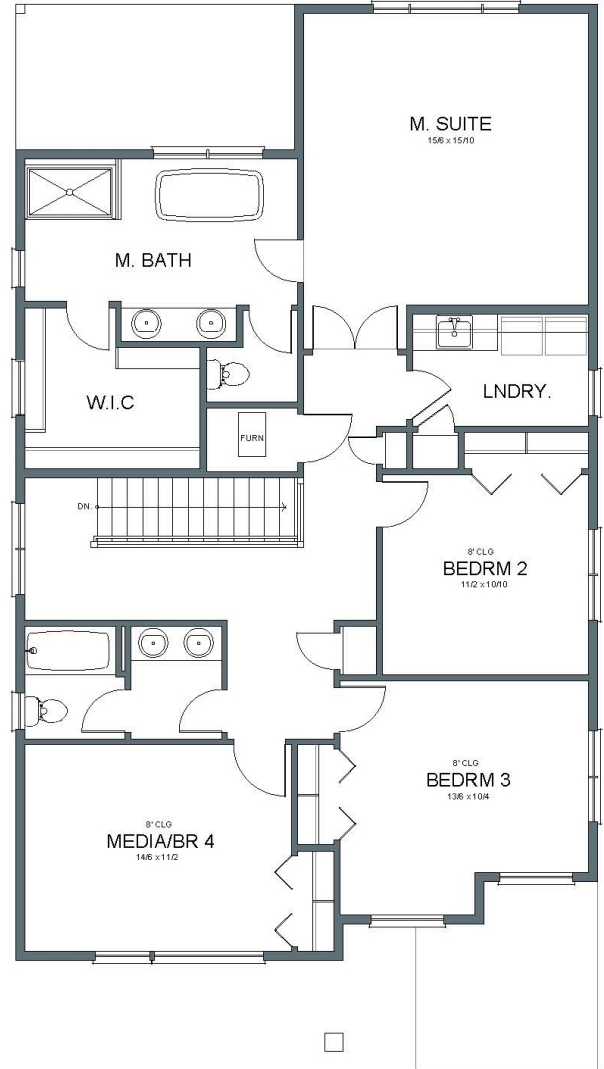 M. SUITE
15/6 x 15/10
M. BATH
W.I.C
LNDRY.
FURN
DN.
8' CLG
BEDRM 2
11/2 x 10/10
8' CLG
BEDRM 3
13/6 x 10/4
8' CLG
MEDIA/BR 4
14/6 x 11/2